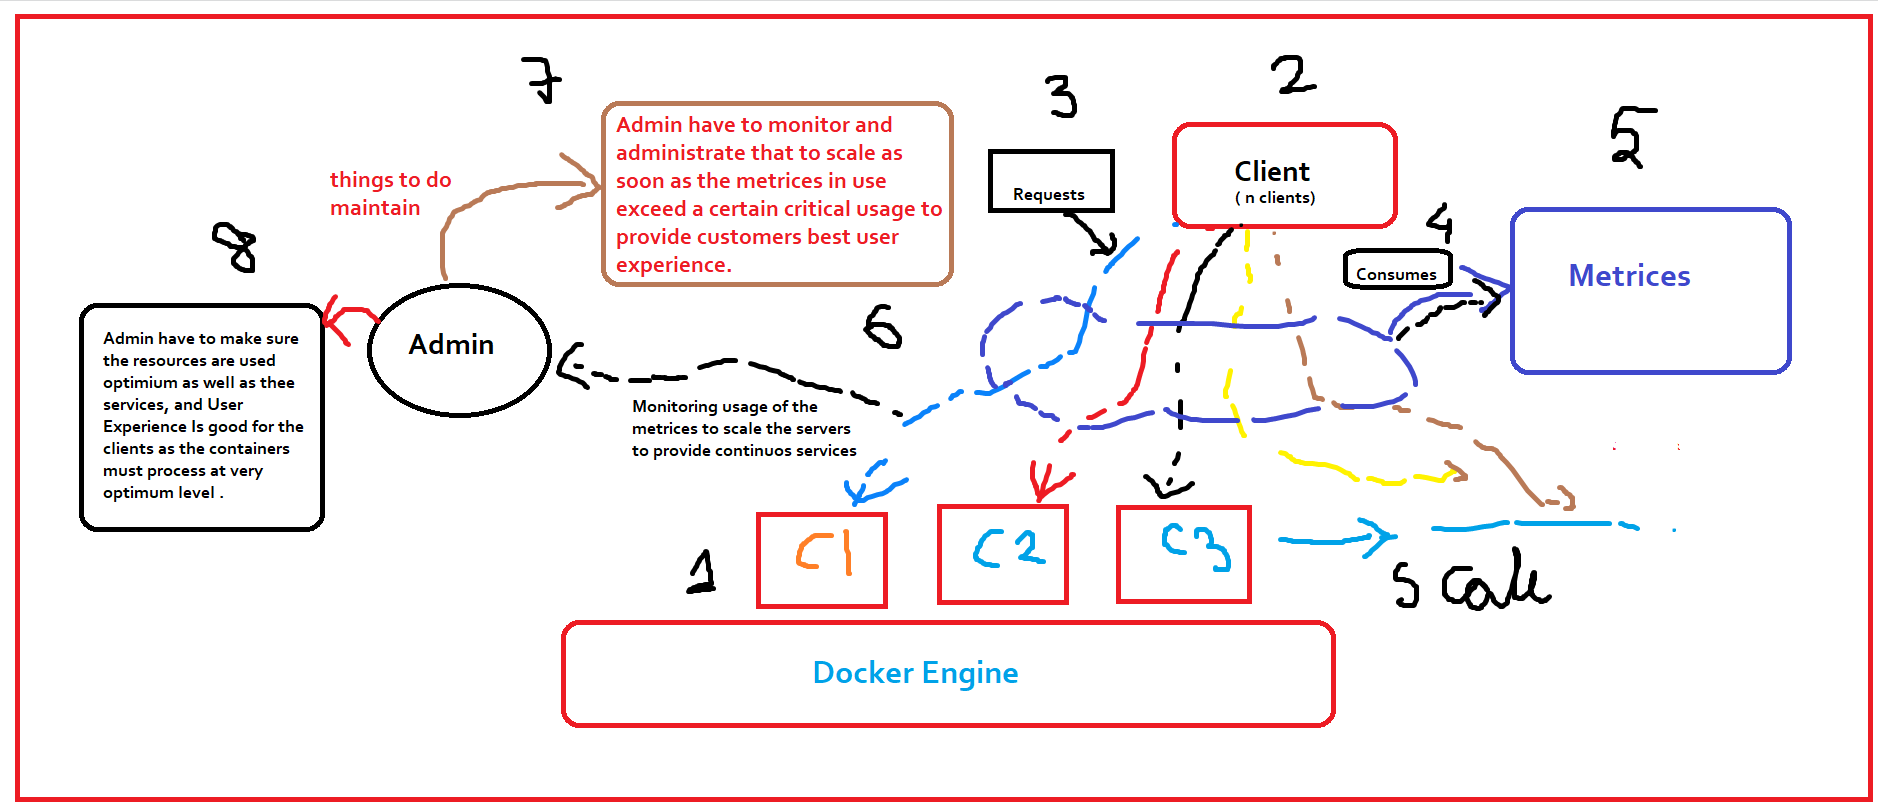 7
3
2
5
Admin have to monitor and
administrate that to scale as
soon as the metrices in use
exceed a certain critical usage to
provide customers best user
experience.
things to do
maintain
Requests
Client
( n clients)
4
Consumes
Metrices
8
Admin have to make sure
the resources are used
optimium as well as thee
services, and User
Experience Is good for the
clients as the containers
must process at very
optimum level .
Admin
6
Monitoring usage of the
metrices to scale the servers
to provide continuos services
1
C1
C2
C3
scale
Docker Engine